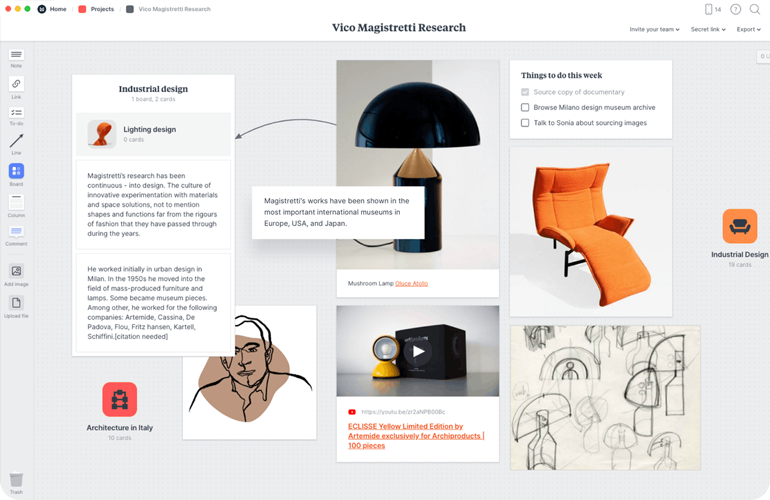 Home Projects Vico Magistretti Research
14
Vico Magistretti Research
Invite your team Secret link Export
Note
Link
To-do
Line
Board
Column
Comment
Add image
Upload file
Trash
Industrial design
1 board, 2 cards
Lighting design
0 cards
Magistretti's research has been
continuous - into design. The culture of
innovative experimentation with materials
and space solutions, not to mention
shapes and functions far from the rigours
of fashion that they have passed through
during the years.
He worked initially in urban design in
Milan. In the 1950s he moved into the
field of mass-produced furniture and
lamps. Some became museum pieces.
Among other, he worked for the following
companies: Artemide, Cassina, De
Padova, Flou, Fritz hansen, Kartell,
Schiffini.[citation needed]
Architecture in Italy
10 cards
Magistretti's works have been shown in the
most important international museums in
Europe, USA, and Japan.
Mushroom Lamp Oluce Atollo
https://youtu.be/zr2aNPB00Bc
ECLISSE Yellow Limited Edition by
Artemide exclusively for Archiproducts |
100 pieces
Things to do this week
Source copy of documentary
Browse Milano design museum archive
Talk to Sonia about sourcing images
Industrial Design